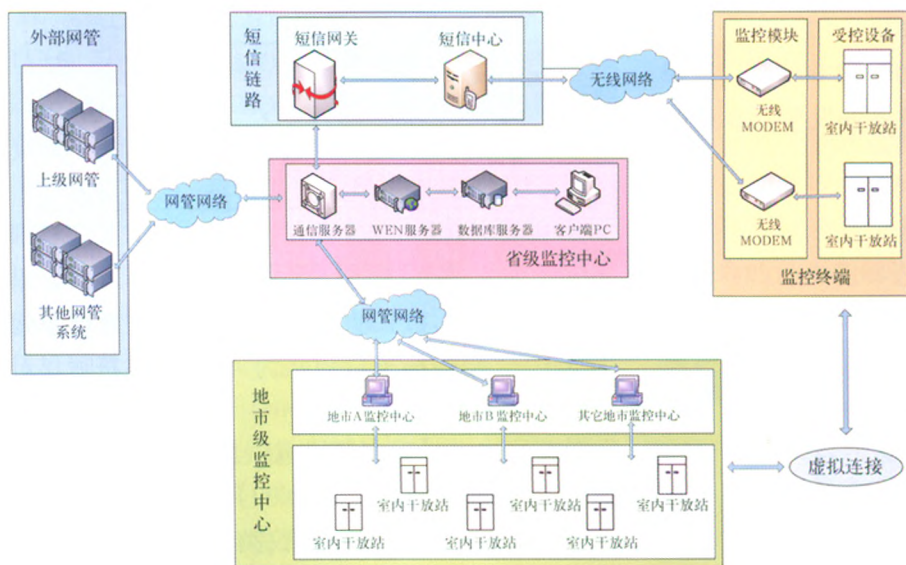 外部网管
上级网管
其他网管
系统
网管网络
短信链路
短信网关
短信中心
无线网络
监控模块
受控设备
无线
MODEM
室内干放站
无线
MODEM
室内干放站
监控终端
通信服务器
WEN服务器
数据库服务器
客户端PC
省级监控中心
网管网络
地市级监控中心
地市A监控中心
地市B监控中心
其它地市监控中心
室内干放站
室内干放站
室内干放站
室内干放站
室内干放站
室内干放站
虚拟连接